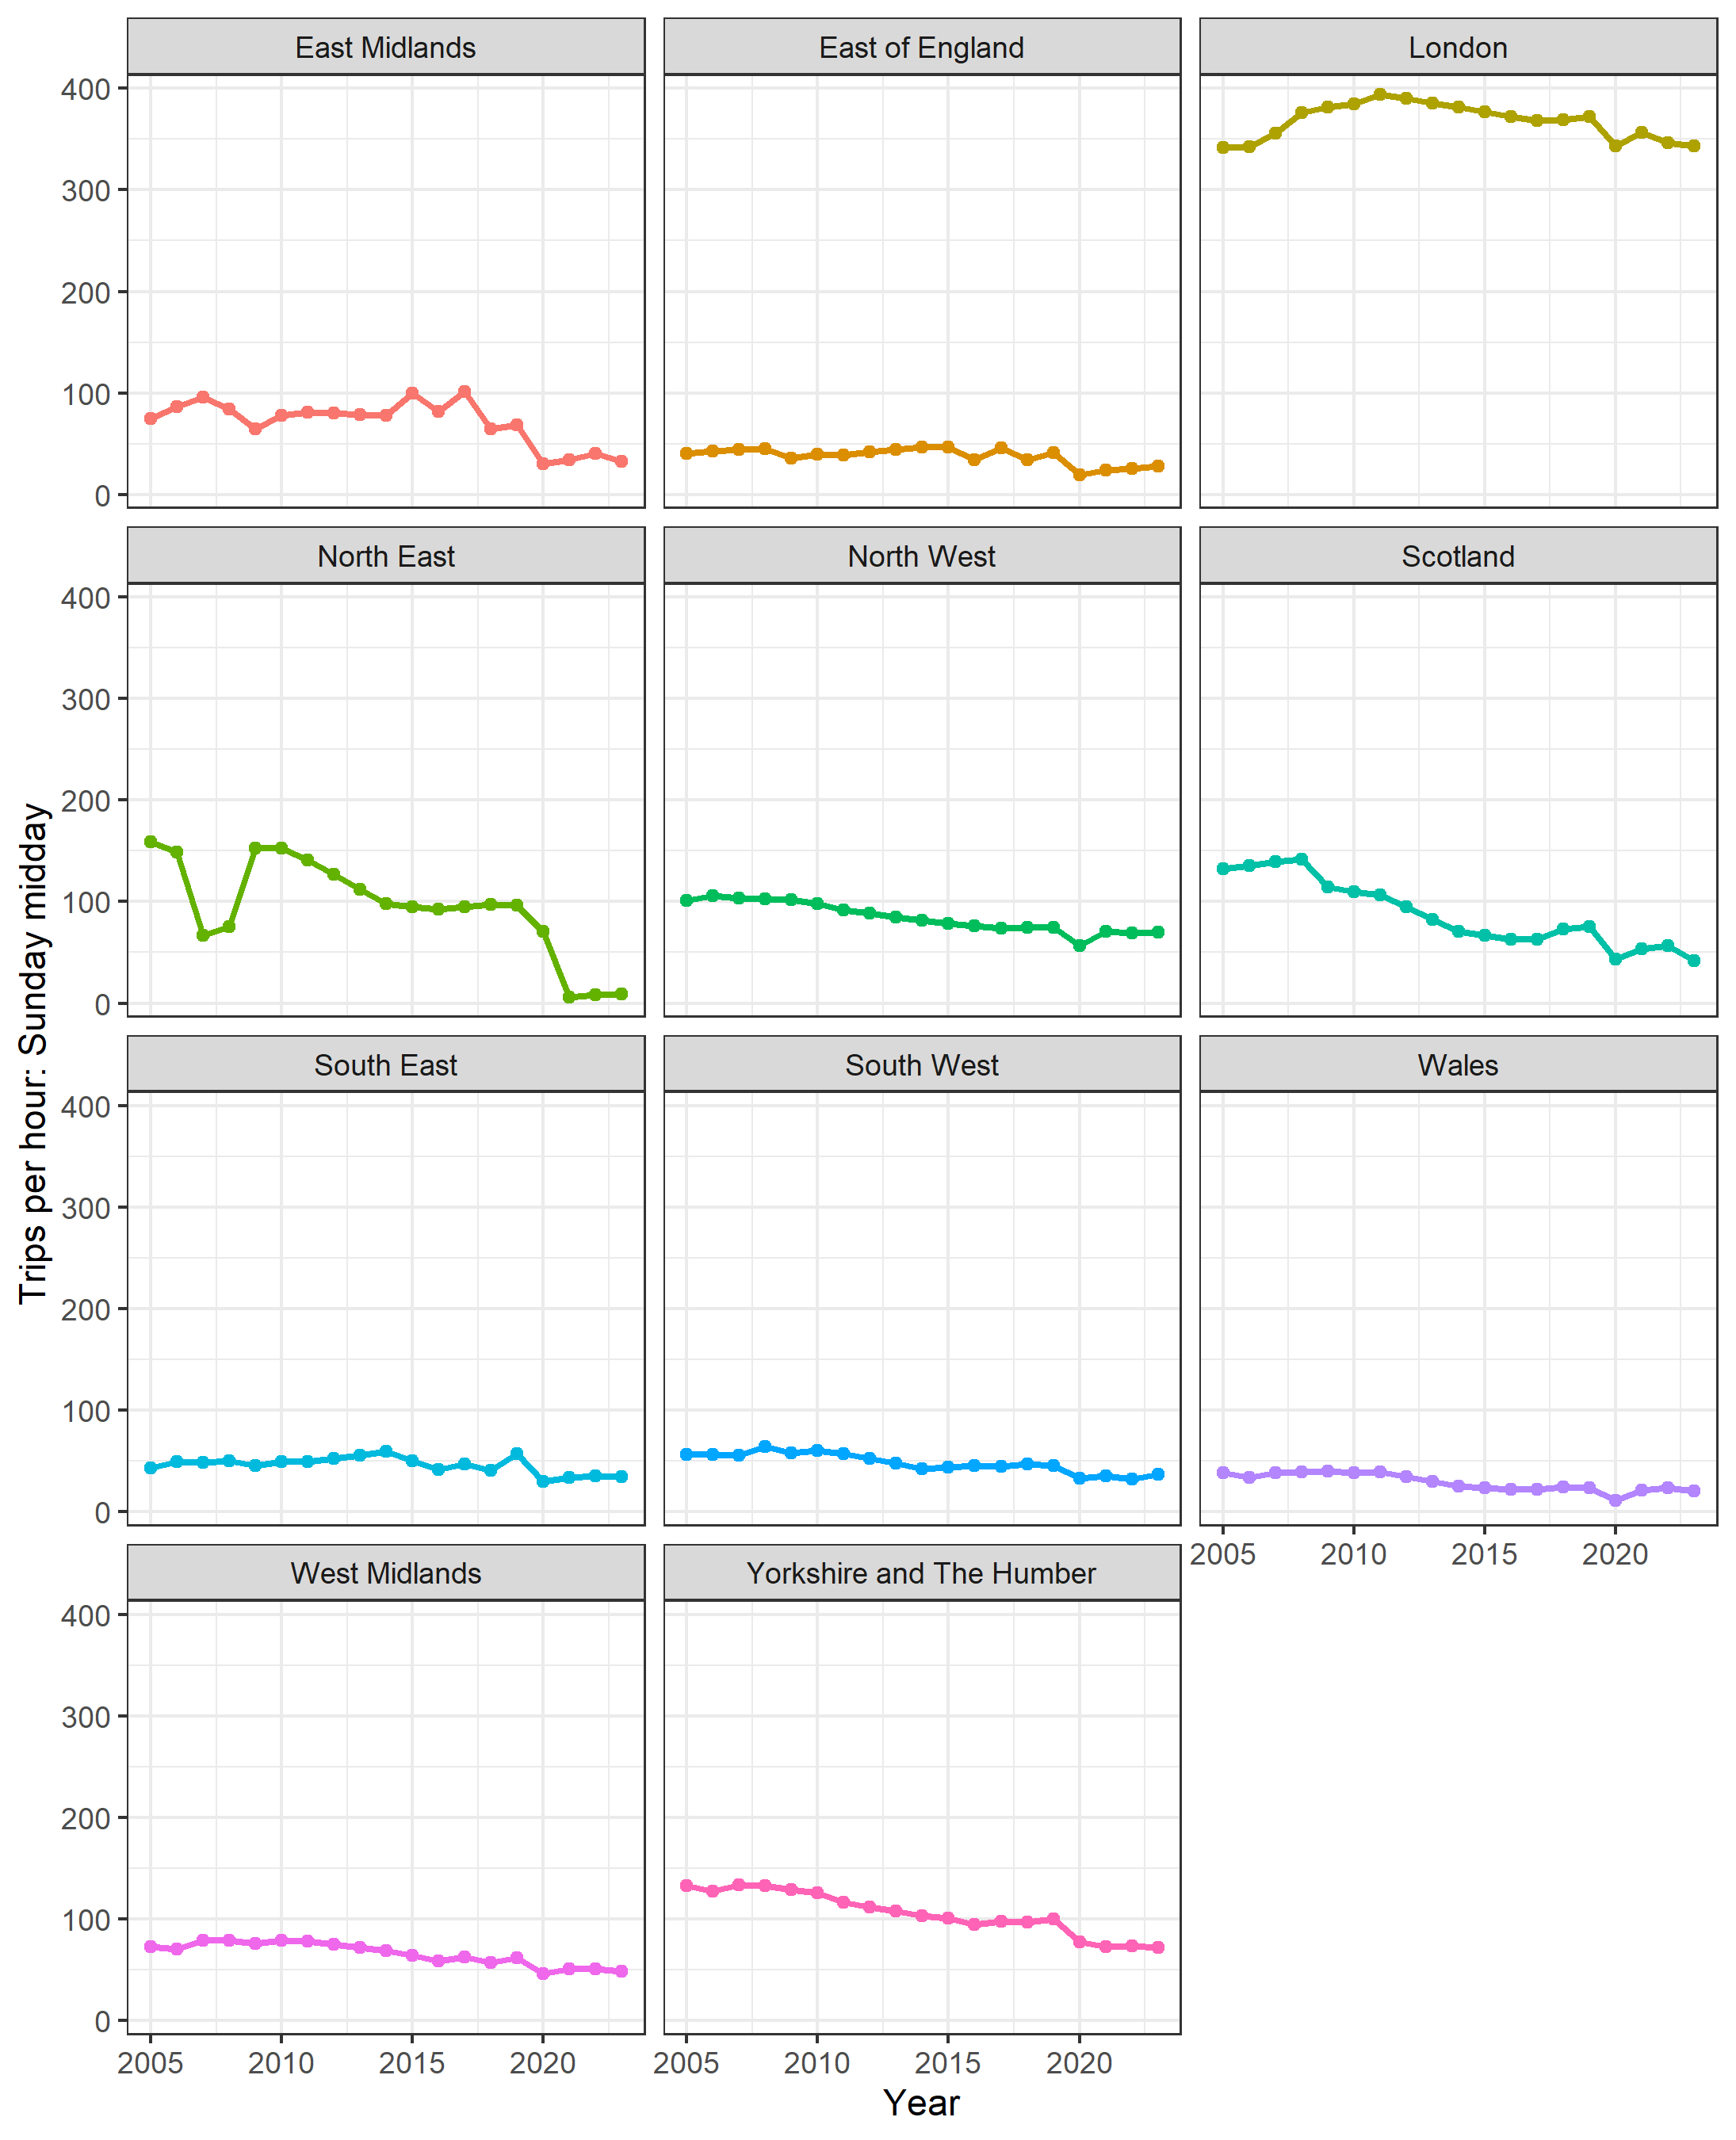 East Midlands
East of England
London
400
300
200
100
0
North East
North West
Scotland
400
300
200
100
0
South East
South West
Wales
400
300
200
100
0
2005 2010 2015 2020
West Midlands
Yorkshire and The Humber
400
300
200
100
0
2005 2010 2015 2020
2005 2010 2015 2020
Year
Trips per hour: Sunday midday